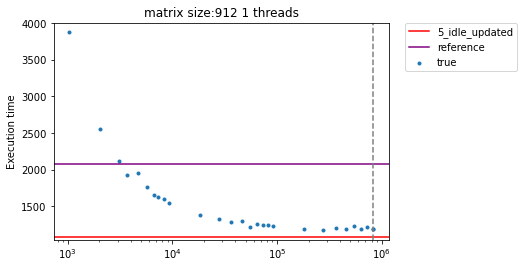 matrix size:912 1 threads
4000
3500
3000
2500
2000
1500
Execution time
10³
10⁴
10⁵
10⁶
5_idle_updated
reference
true